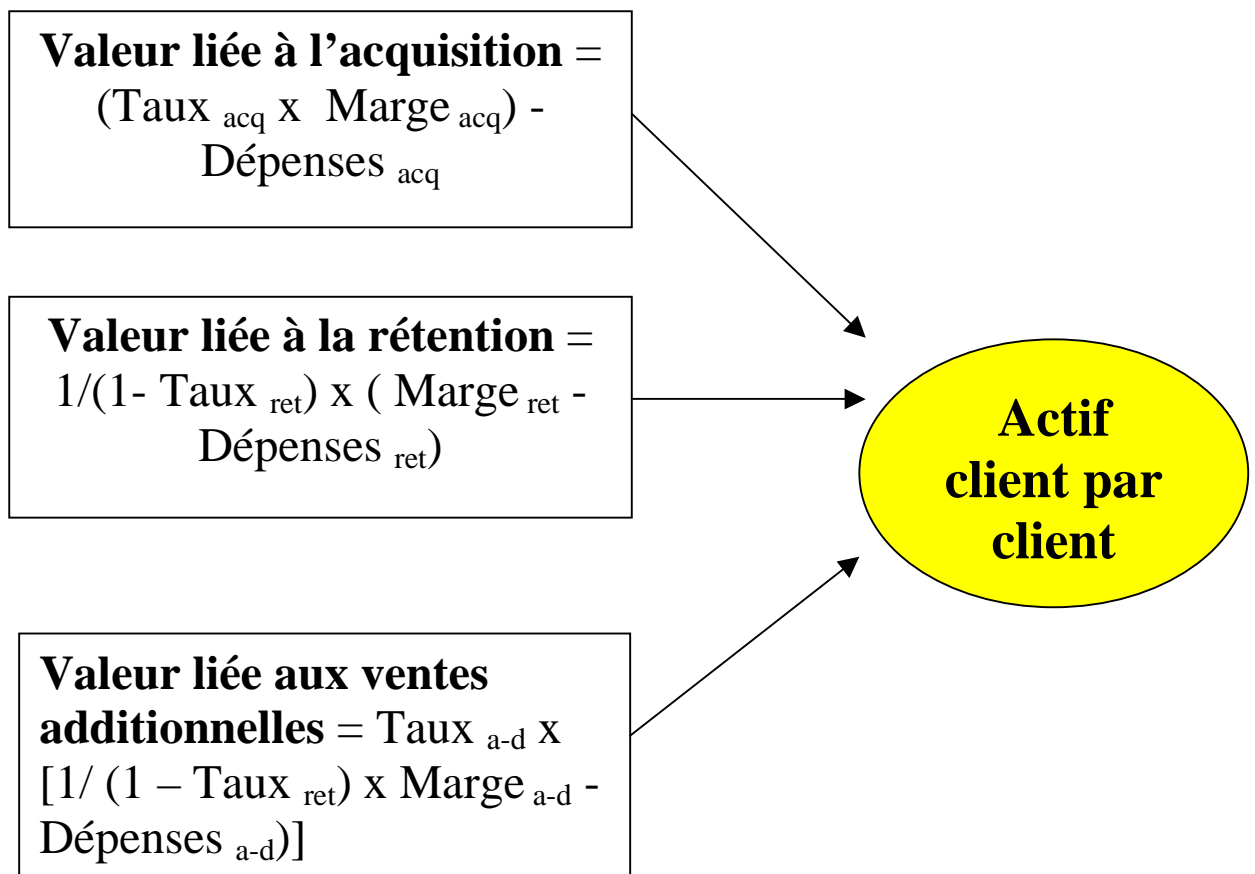 Valeur liée à l’acquisition =
(Taux acq x Marge acq) -
Dépenses acq
Valeur liée à la rétention =
1/(1- Taux ret) x ( Marge ret -
Dépenses ret)
Actif
client par
client
Valeur liée aux ventes
additionnelles = Taux a-d x
[1/ (1 – Taux ret) x Marge a-d -
Dépenses a-d)]